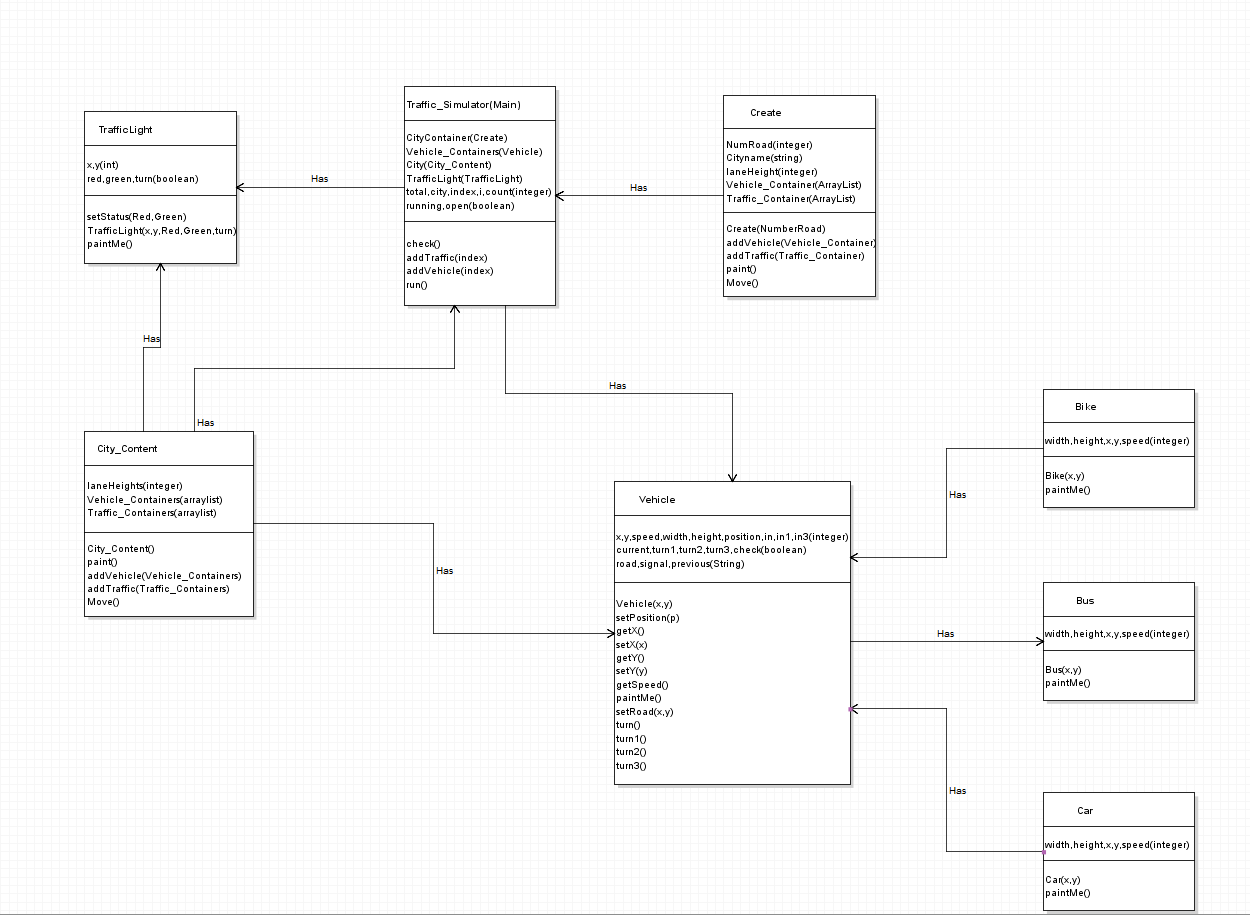 TrafficLight
x,y(int)
red,green,turn(boolean)
setStatus(Red,Green)
TrafficLight(x,y,Red,Green,turn)
paintMe()
Has
Traffic_Simulator(Main)
CityContainer(Create)
Vehicle_Containers(Vehicle)
City(City_Content)
TrafficLight(TrafficLight)
total,city,index,i,count(integer)
running,open(boolean)
check()
addTraffic(index)
addVehicle(index)
run()
Has
Create
NumRoad(integer)
Cityname(string)
laneHeight(integer)
Vehicle_Container(ArrayList)
Traffic_Container(ArrayList)
Create(NumberRoad)
addVehicle(Vehicle_Container)
addTraffic(Traffic_Container)
paint()
Move()
Has
Has
Has
City_Content
laneHeights(integer)
Vehicle_Containers(arraylist)
Traffic_Containers(arraylist)
City_Content()
paint()
addVehicle(Vehicle_Containers)
addTraffic(Traffic_Containers)
Move()
Has
Vehicle
x,y,speed,width,height,position,in,in1,in3(integer)
current,turn1,turn2,turn3,check(boolean)
road,signal,previous(String)
Vehicle(x,y)
setPosition(p)
getX()
setX(x)
getY()
setY(y)
getSpeed()
paintMe()
setRoad(x,y)
turn()
turn1()
turn2()
turn3()
Has
Bike
width,height,x,y,speed(integer)
Bike(x,y)
paintMe()
Has
Bus
width,height,x,y,speed(integer)
Bus(x,y)
paintMe()
Has
Car
width,height,x,y,speed(integer)
Car(x,y)
paintMe()